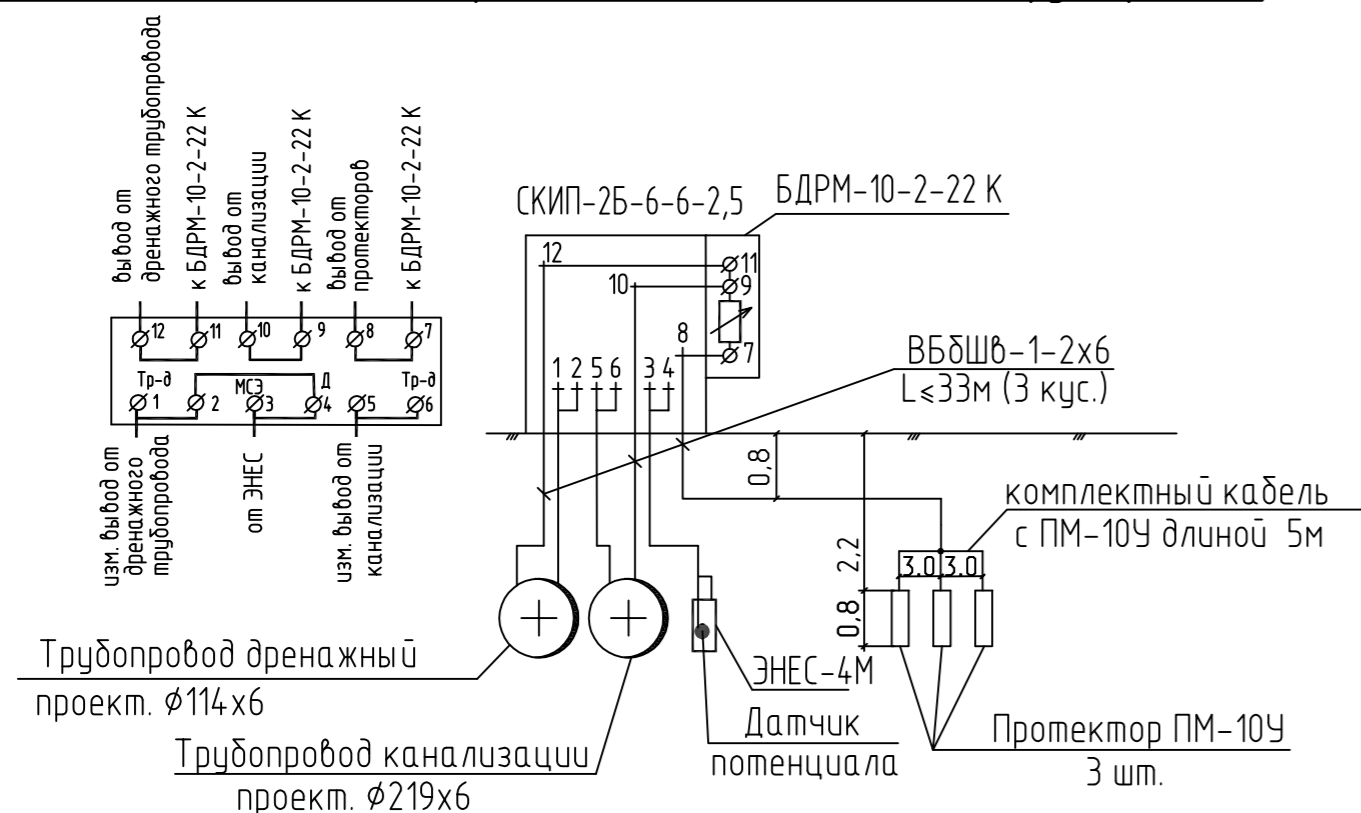 вывод от
дренажного трубопровода
к БДРМ-10-2-22 К
вывод от
канализации
к БДРМ-10-2-22 К
вывод от
протекторов
к БДРМ-10-2-22 К
12 11 10 9 8 7
Тр-д МСЭ Д Тр-д
1 2 3 4 5 6
изм. вывод от
дренажного
трубопровода
от ЭНЕС
изм. вывод от
канализации
СКИП-2Б-6-6-2,5
БДРМ-10-2-22 К
12
11
10
9
8
7
1 2 5 6 3 4
ВБбШв-1-2х6
L≤33м (3 кус.)
0,8
2,2
0,8
комплектный кабель
с ПМ-10У длиной 5м
3.0 3.0
Трубопровод дренажный
проект. ϕ114х6
Трубопровод канализации
проект. ϕ219х6
ЭНЕС-4М
Датчик
потенциала
Протектор ПМ-10У
3 шт.